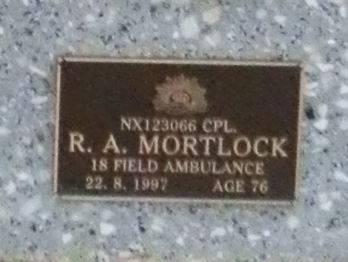 NX123066 CPL.
R. A. MORTLOCK
18 FIELD AMBULANCE
22. 8. 1997 AGE 76